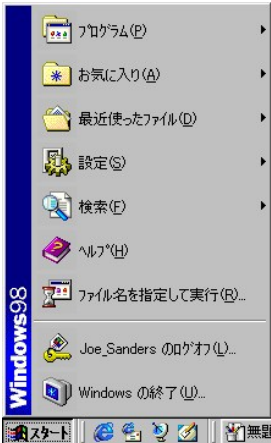 ﾌﾟﾛｸﾞﾗﾑ(P)
お気に入り(A)
最近使ったﾌｧｲﾙ(D)
設定(S)
検索(F)
ﾍﾙﾌﾟ(H)
ﾌｧｲﾙ名を指定して実行(R)...
Joe_Sanders のﾛｸﾞｵﾌ(L)...
Windows の終了(U)...
Windows98
ｽﾀｰﾄ
無題